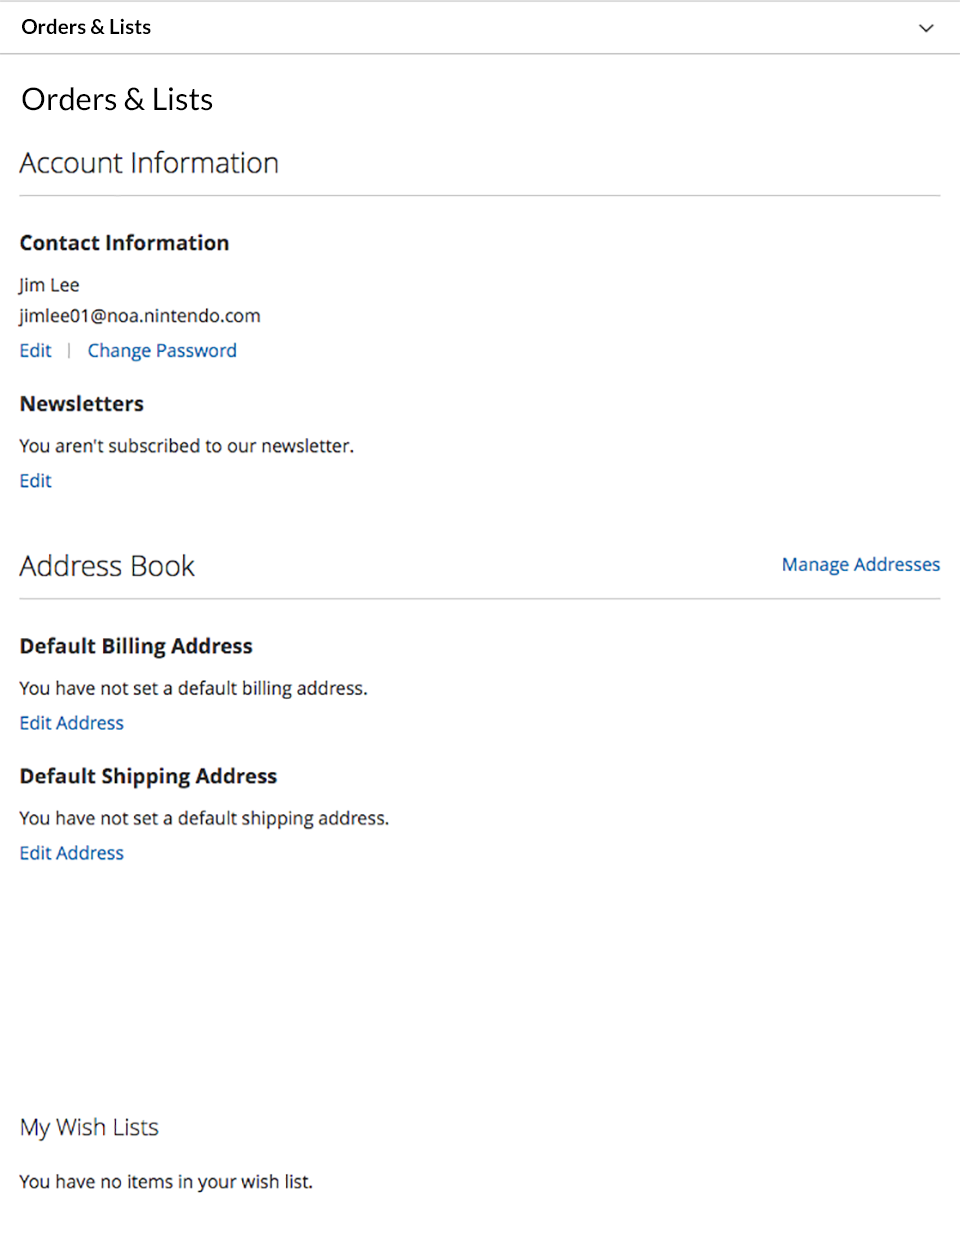 Orders & Lists
Orders & Lists
Account Information
Contact Information
Jim Lee
jimlee01@noa.nintendo.com
Edit | Change Password
Newsletters
You aren't subscribed to our newsletter.
Edit
Address Book Manage Addresses
Default Billing Address
You have not set a default billing address.
Edit Address
Default Shipping Address
You have not set a default shipping address.
Edit Address
My Wish Lists
You have no items in your wish list.